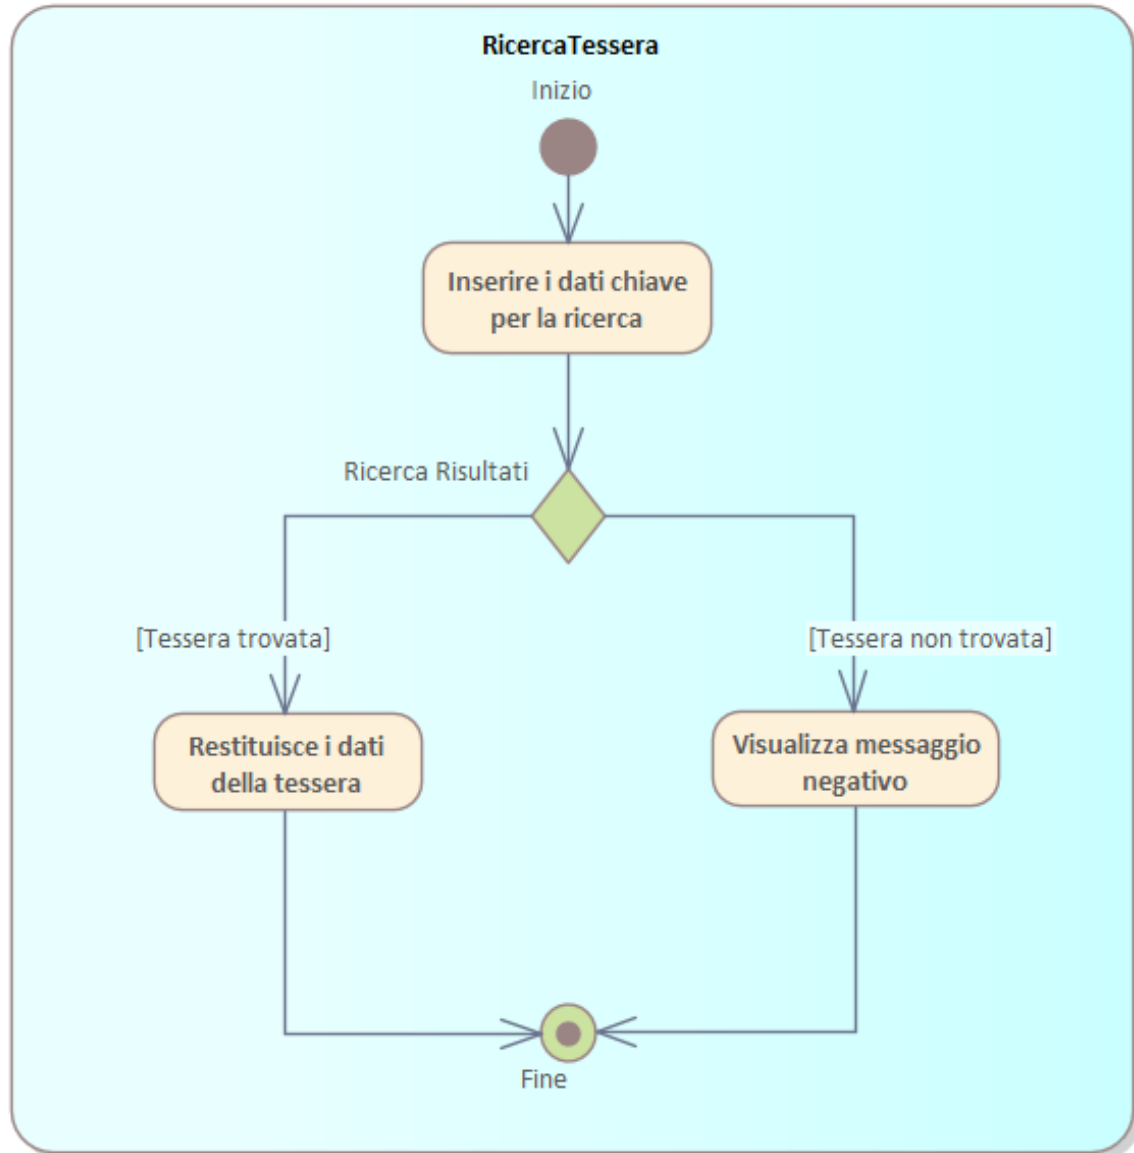 RicercaTessera
Inizio
Inserire i dati chiave
per la ricerca
Ricerca Risultati
[Tessera trovata]
[Tessera non trovata]
Restituisce i dati
della tessera
Visualizza messaggio
negativo
Fine